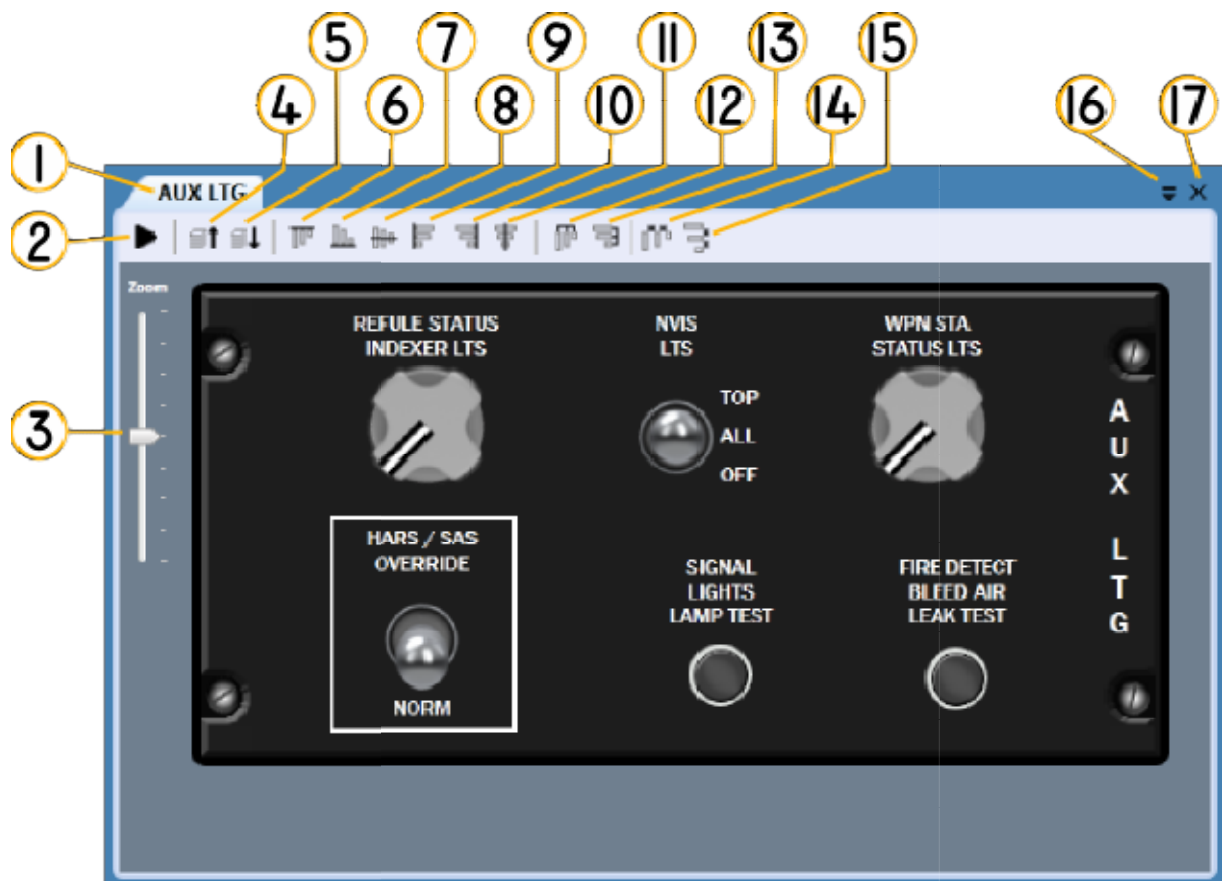 5 7 9 11 13 15
4 6 8 10 12 14 16 17
1
AUX LTG
2
Zoom
REFULE STATUS
INDEXER LTS
NVIS
LTS
WPN STA.
STATUS LTS
3
TOP
ALL
OFF
A
U
X
L
T
G
HARS / SAS
OVERRIDE
NORM
SIGNAL
LIGHTS
LAMP TEST
FIRE DETECT
BLEED AIR
LEAK TEST